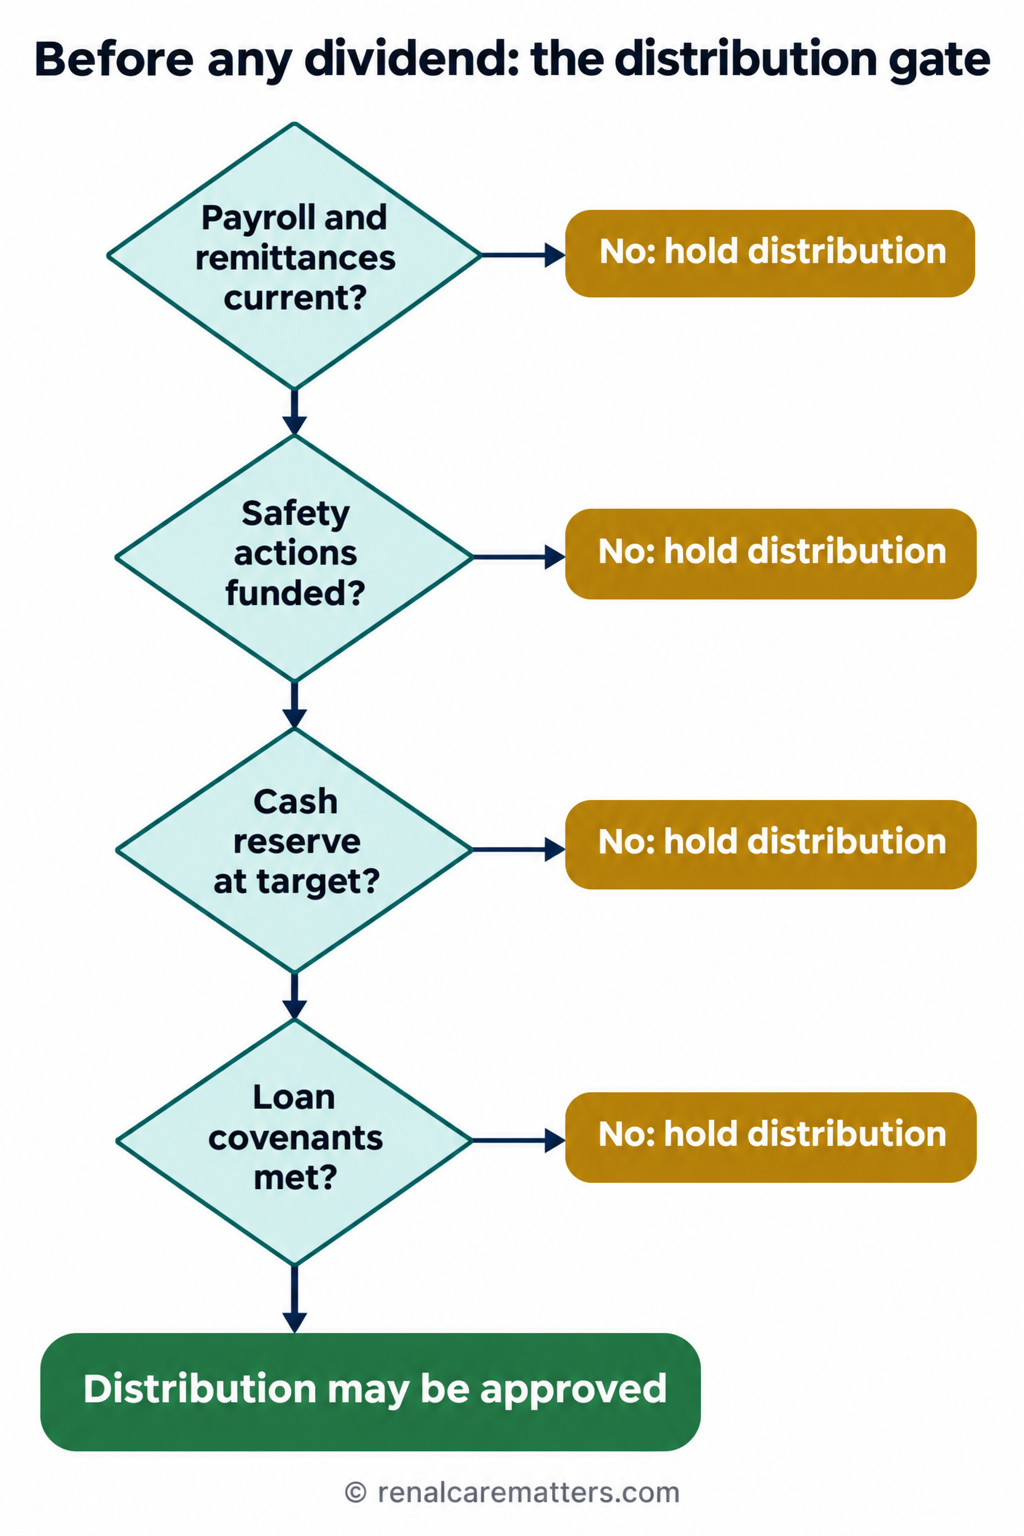 Before any dividend: the distribution gate
Payroll and
remittances
current?
No: hold distribution
Safety
actions
funded?
No: hold distribution
Cash
reserve
at target?
No: hold distribution
Loan
covenants
met?
No: hold distribution
Distribution may be approved
© renalcarematters.com